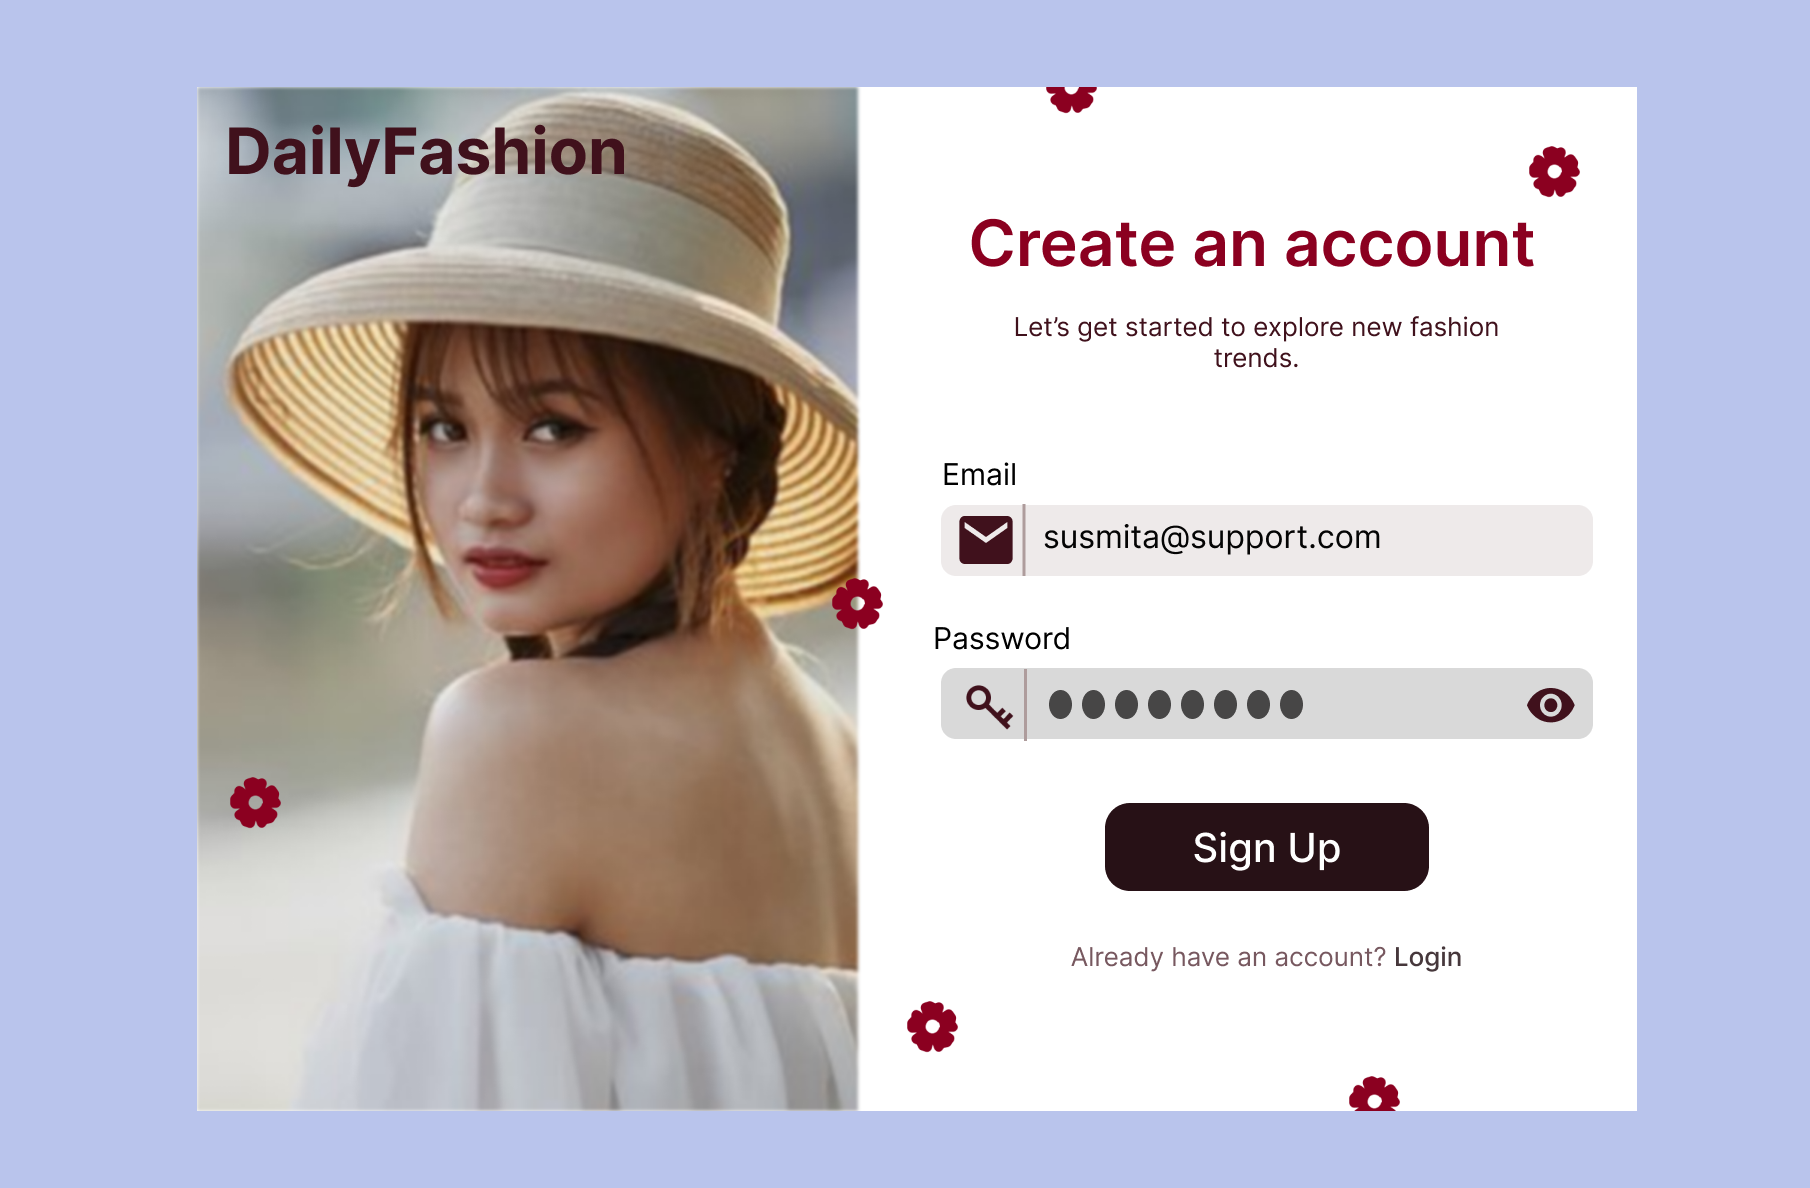 DailyFashion
Create an account
Let’s get started to explore new fashion
trends.
Email
susmita@support.com
Password
Sign Up
Already have an account? Login